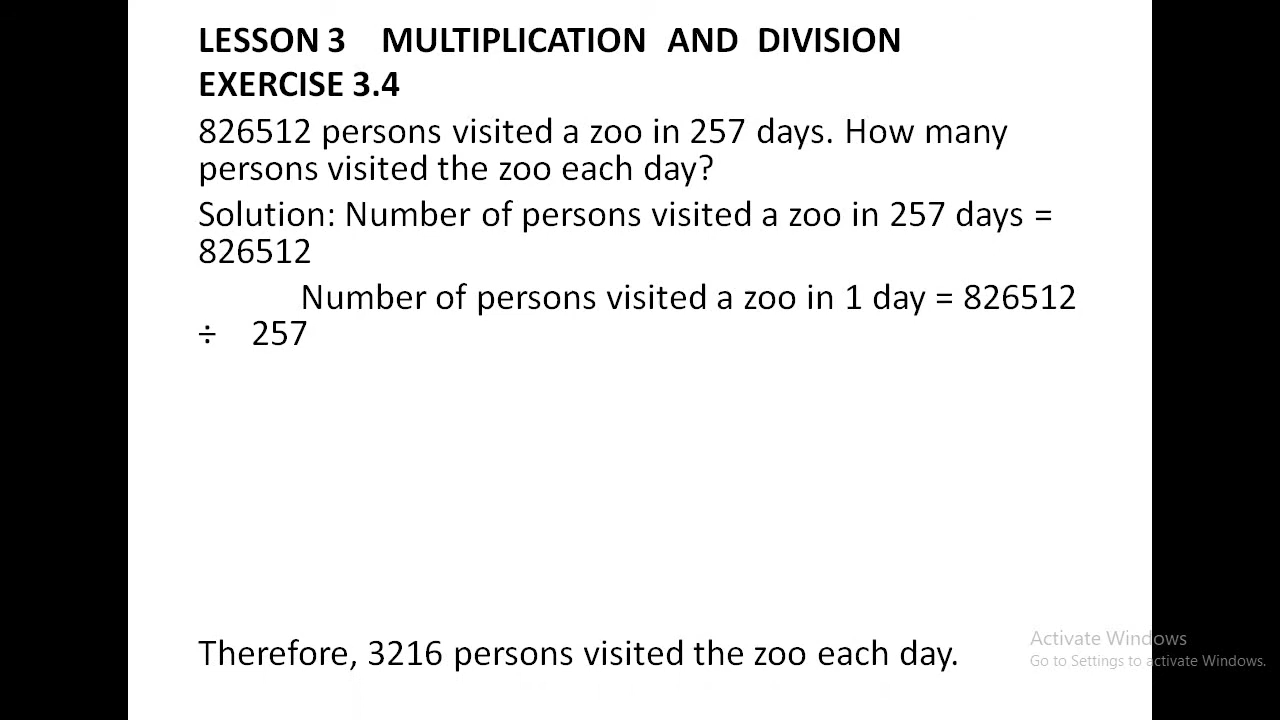 LESSON 3 MULTIPLICATION AND DIVISION
EXERCISE 3.4
826512 persons visited a zoo in 257 days. How many
persons visited the zoo each day?
Solution: Number of persons visited a zoo in 257 days =
826512
Number of persons visited a zoo in 1 day = 826512
÷ 257
Therefore, 3216 persons visited the zoo each day.
Activate Windows
Go to Settings to activate Windows.